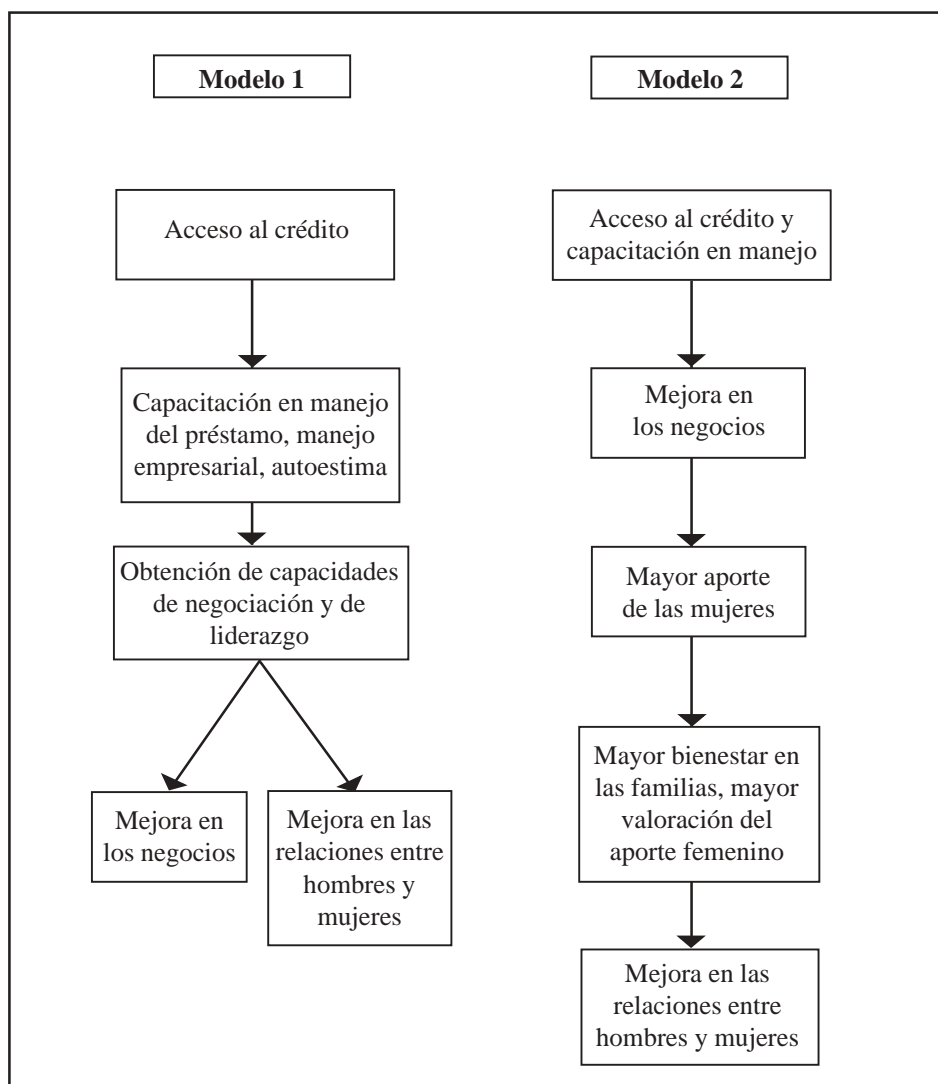 Modelo 1
Acceso al crédito
Capacitación en manejo
del préstamo, manejo
empresarial, autoestima
Obtención de capacidades
de negociación y de
liderazgo
Mejora en
los negocios
Mejora en las
relaciones entre
hombres y
mujeres
Modelo 2
Acceso al crédito y
capacitación en manejo
Mejora en
los negocios
Mayor aporte
de las mujeres
Mayor bienestar en
las familias, mayor
valoración del
aporte femenino
Mejora en las
relaciones entre
hombres y mujeres